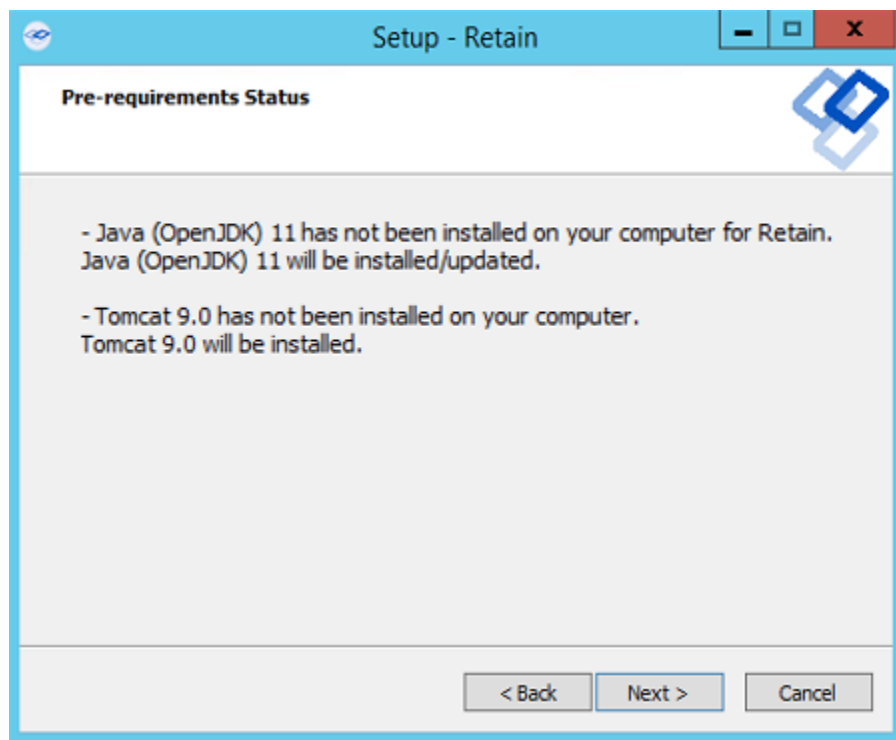 Setup - Retain
Pre-requirements Status
- Java (OpenJDK) 11 has not been installed on your computer for Retain.
Java (OpenJDK) 11 will be installed/updated.
- Tomcat 9.0 has not been installed on your computer.
Tomcat 9.0 will be installed.
< Back Next > Cancel